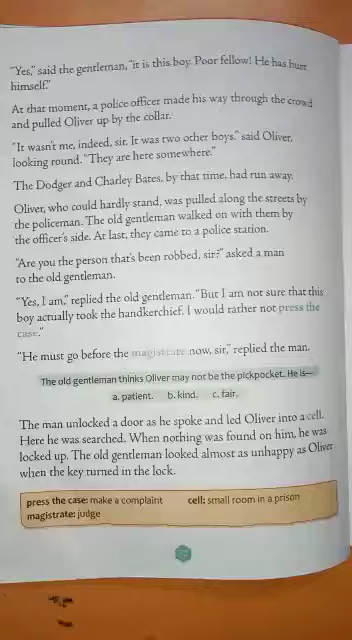 "Yes," said the gentleman, "it is this boy. Poor fellow! He has hurt
himself."
At that moment, a police officer made his way through the crowd
and pulled Oliver up by the collar.
"It wasn't me, indeed, sir. It was two other boys," said Oliver,
looking round. "They are here somewhere."
The Dodger and Charley Bates, by that time, had run away.
Oliver, who could hardly stand, was pulled along the streets by
the policeman. The old gentleman walked on with them by
the officer's side. At last, they came to a police station.
"Are you the person that's been robbed, sir?" asked a man
to the old gentleman.
"Yes, I am," replied the old gentleman. "But I am not sure that this
boy actually took the handkerchief. I would rather not press the
case."
"He must go before the magistrate now, sir," replied the man.
The old gentleman thinks Oliver may not be the pickpocket. He is—
a. patient. b. kind. c. fair.
The man unlocked a door as he spoke and led Oliver into a cell.
Here he was searched. When nothing was found on him, he was
locked up. The old gentleman looked almost as unhappy as Oliver
when the key turned in the lock.
press the case: make a complaint cell: small room in a prison
magistrate: judge